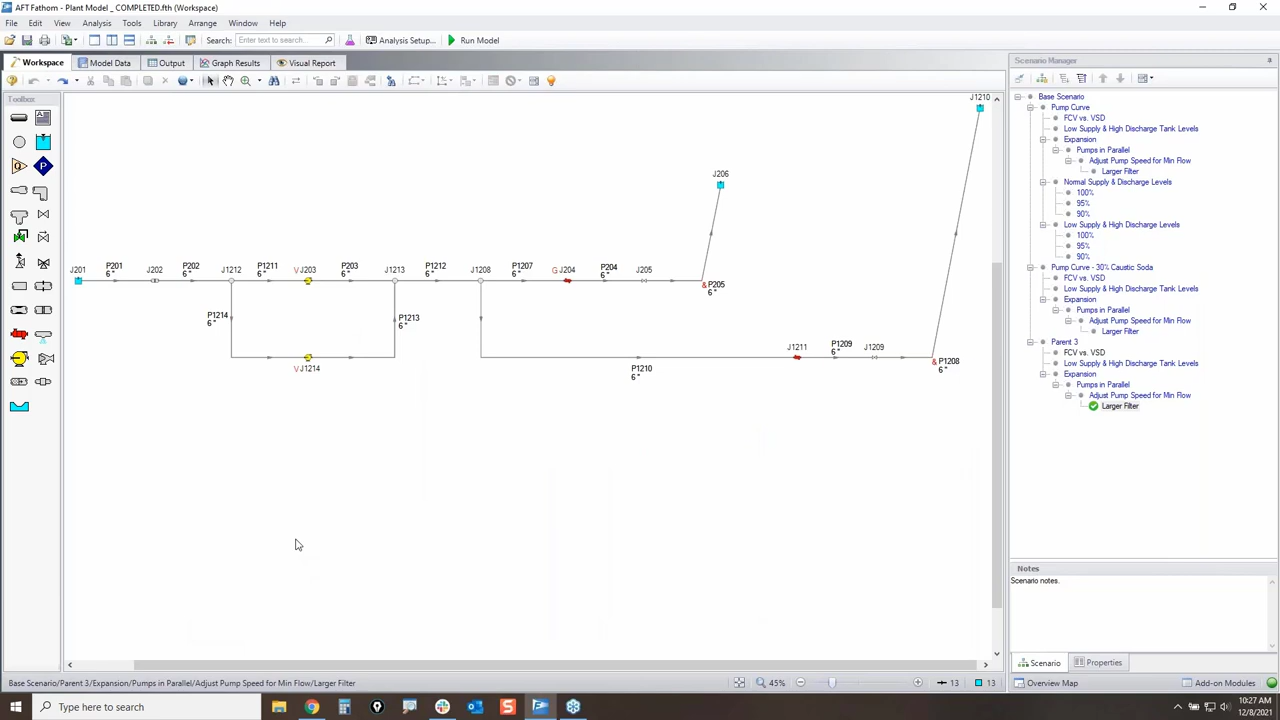 AFT Fathom - Plant Model _ COMPLETED.fth (Workspace)
File Edit View Analysis Tools Library Arrange Window Help
Search: Enter text to search.. Analysis Setup... Run Model
Workspace Model Data Output Graph Results Visual Report
Toolbox
J1210
J206
J201 P201 6" J202 P202 6" J1212 P1211 6" V J203 P203 6" J1213 P1212 6" J1208 P1207 6" G J204 P204 6" J205
& P205 6"
P1214 6" P1213 6"
V J1214
P1210 6"
J1211 P1209 6" J1209
& P1208 6"
Scenario Manager
Base Scenario
Pump Curve
FCV vs. VSD
Low Supply & High Discharge Tank Levels
Expansion
Pumps in Parallel
Adjust Pump Speed for Min Flow
Larger Filter
Normal Supply & Discharge Levels
100%
95%
90%
Low Supply & High Discharge Levels
100%
95%
90%
Pump Curve - 30% Caustic Soda
FCV vs. VSD
Low Supply & High Discharge Tank Levels
Expansion
Pumps in Parallel
Adjust Pump Speed for Min Flow
Larger Filter
Parent 3
FCV vs. VSD
Low Supply & High Discharge Tank Levels
Expansion
Pumps in Parallel
Adjust Pump Speed for Min Flow
Larger Filter
Notes
Scenario notes.
Scenario Properties
Base Scenario/Parent 3/Expansion/Pumps in Parallel/Adjust Pump Speed for Min Flow/Larger Filter
45% 13 13 Overview Map Add-on Modules
Type here to search
10:27 AM
12/8/2021